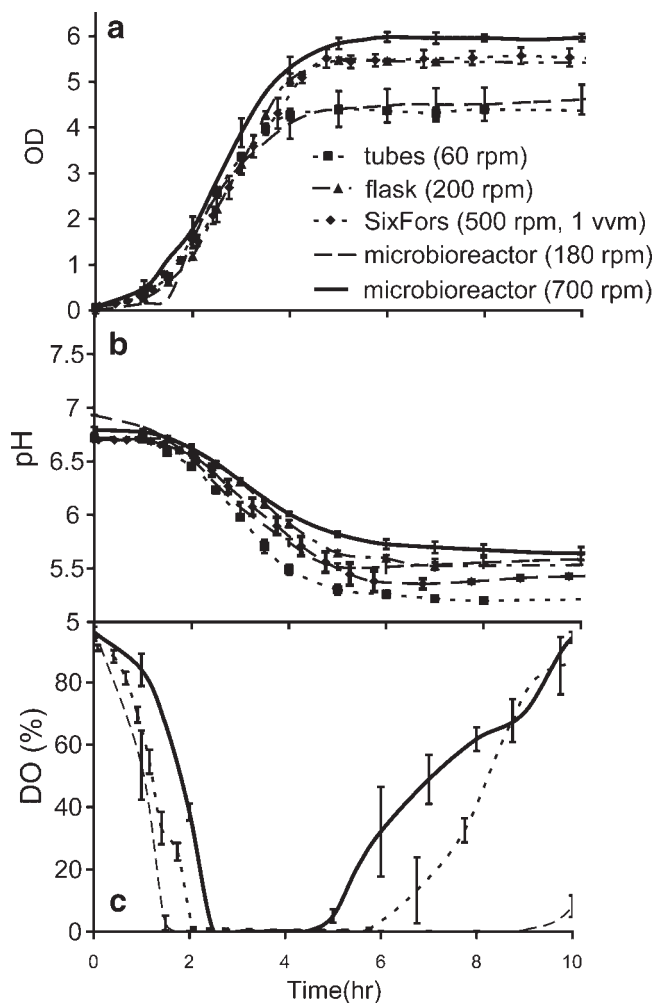 a
6
5
4
3
2
1
0
OD
tubes (60 rpm)
flask (200 rpm)
SixFors (500 rpm, 1 vvm)
microbioreactor (180 rpm)
microbioreactor (700 rpm)
b
7.5
7
6.5
6
5.5
5
pH
80
60
40
20
0
DO (%)
c
0 2 4 6 8 10
Time(hr)